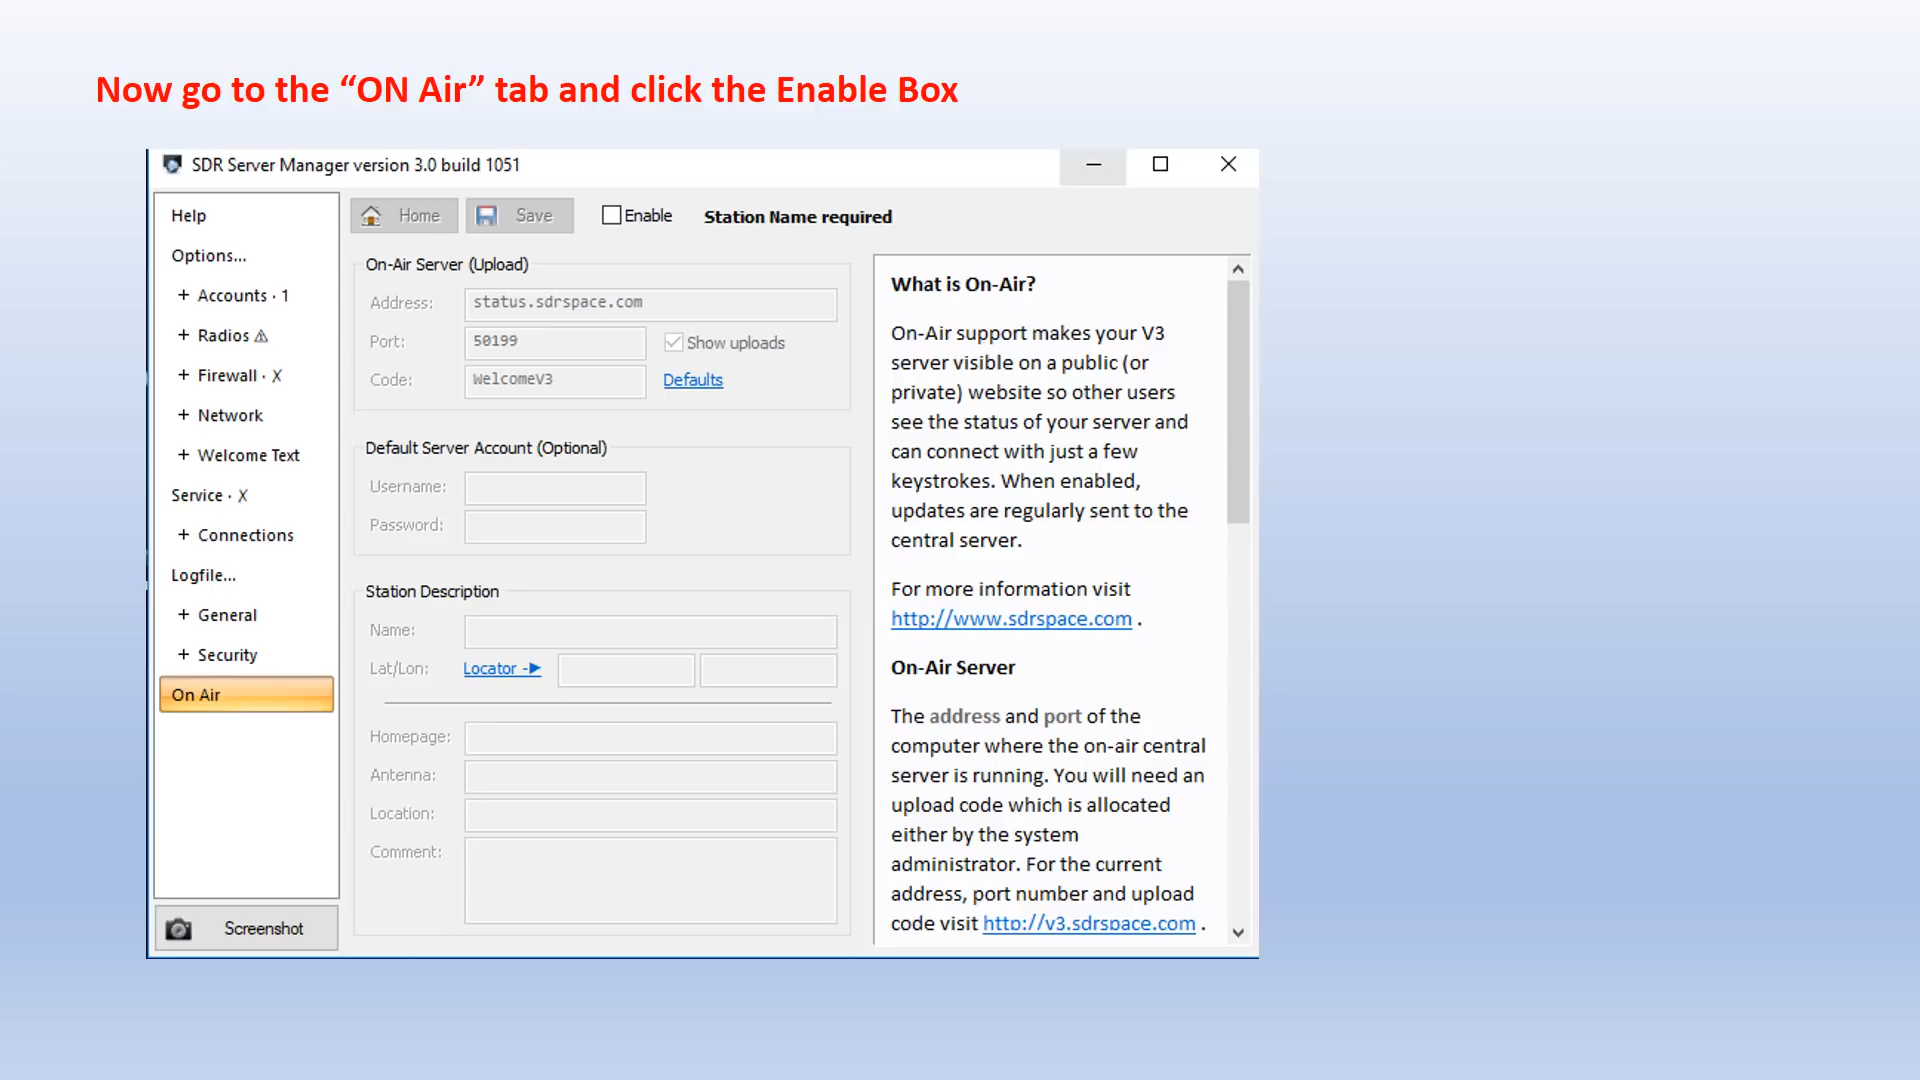 Now go to the “ON Air” tab and click the Enable Box
SDR Server Manager version 3.0 build 1051
Help
Options...
+ Accounts · 1
+ Radios ⚠
+ Firewall · X
+ Network
+ Welcome Text
Service · X
+ Connections
Logfile...
+ General
+ Security
On Air
Screenshot
Home
Save
Enable
Station Name required
On-Air Server (Upload)
Address: status.sdrspace.com
Port: 50199
Show uploads
Code: WelcomeV3
Defaults
Default Server Account (Optional)
Username:
Password:
Station Description
Name:
Lat/Lon: Locator -►
Homepage:
Antenna:
Location:
Comment:
What is On-Air?
On-Air support makes your V3
server visible on a public (or
private) website so other users
see the status of your server and
can connect with just a few
keystrokes. When enabled,
updates are regularly sent to the
central server.
For more information visit
http://www.sdrspace.com .
On-Air Server
The address and port of the
computer where the on-air central
server is running. You will need an
upload code which is allocated
either by the system
administrator. For the current
address, port number and upload
code visit http://v3.sdrspace.com .